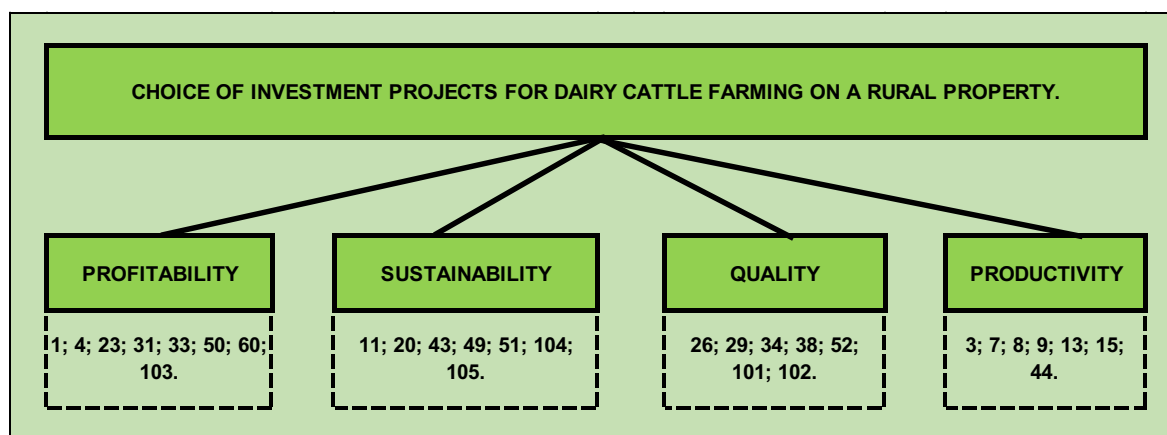 CHOICE OF INVESTMENT PROJECTS FOR DAIRY CATTLE FARMING ON A RURAL PROPERTY.
PROFITABILITY
1; 4; 23; 31; 33; 50; 60;
103.
SUSTAINABILITY
11; 20; 43; 49; 51; 104;
105.
QUALITY
26; 29; 34; 38; 52;
101; 102.
PRODUCTIVITY
3; 7; 8; 9; 13; 15;
44.